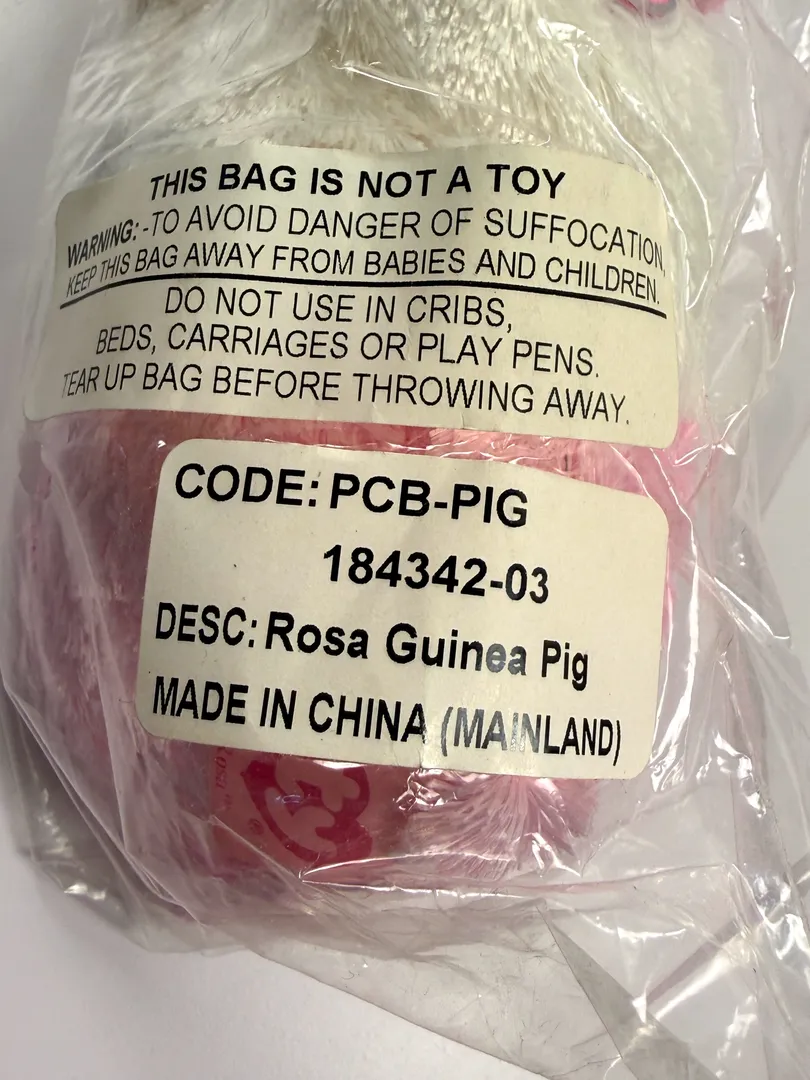 THIS BAG IS NOT A TOY
WARNING: -TO AVOID DANGER OF SUFFOCATION,
KEEP THIS BAG AWAY FROM BABIES AND CHILDREN.
DO NOT USE IN CRIBS,
BEDS, CARRIAGES OR PLAY PENS.
TEAR UP BAG BEFORE THROWING AWAY.
CODE: PCB-PIG
184342-03
DESC: Rosa Guinea Pig
MADE IN CHINA (MAINLAND)